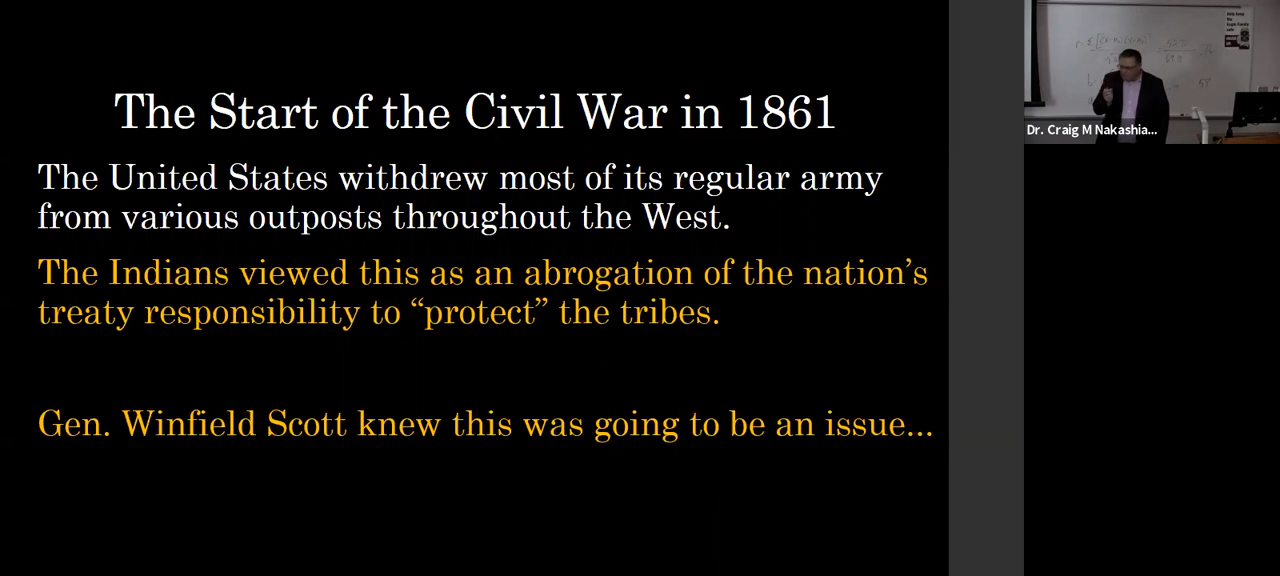 The Start of the Civil War in 1861
The United States withdrew most of its regular army
from various outposts throughout the West.
The Indians viewed this as an abrogation of the nation's
treaty responsibility to “protect” the tribes.
Gen. Winfield Scott knew this was going to be an issue...
Dr. Craig M Nakashia...